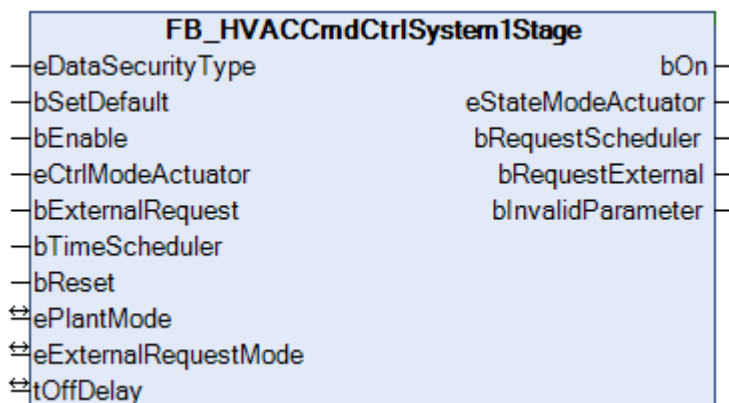 FB_HVACCmdCtrlSystem1Stage
eDataSecurityType bOn
bSetDefault eStateModeActuator
bEnable bRequestScheduler
eCtrlModeActuator bRequestExternal
bExternalRequest bInvalidParameter
bTimeScheduler
bReset
ePlantMode
eExternalRequestMode
tOffDelay